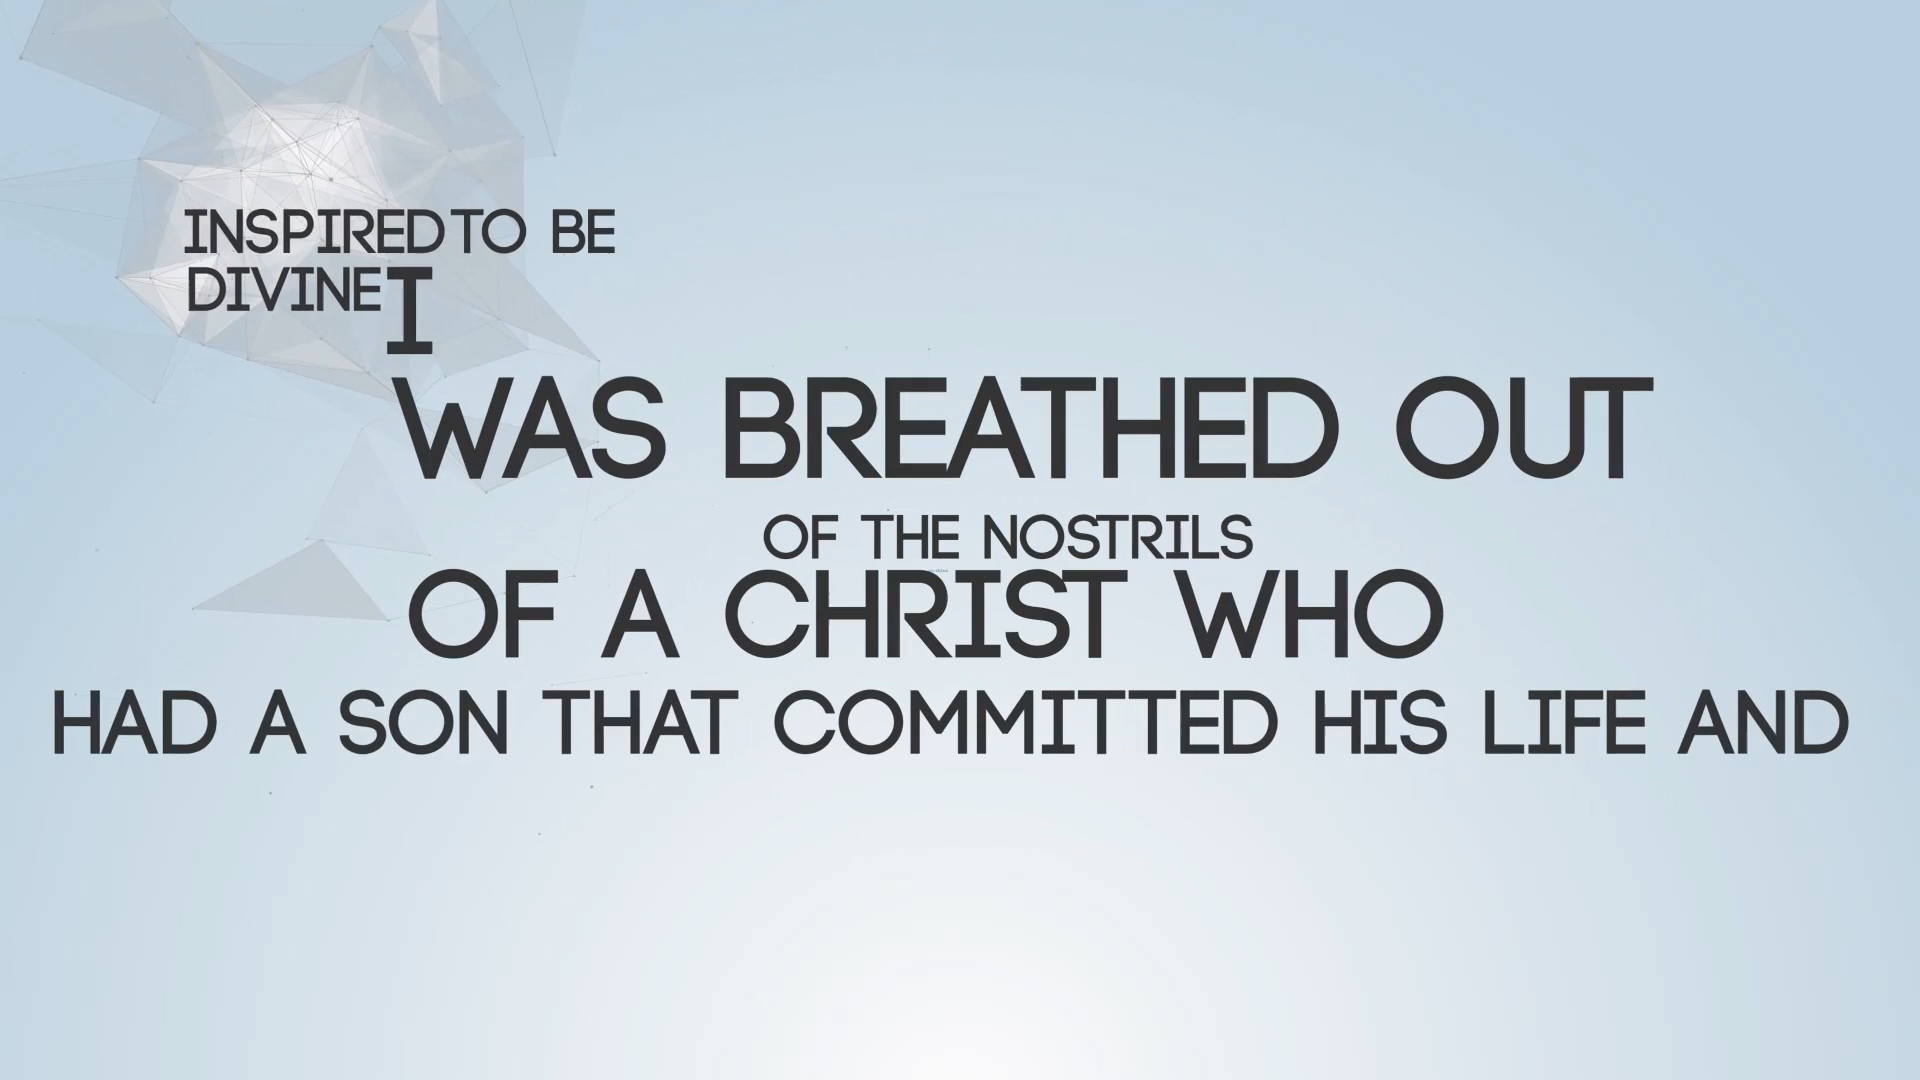 INSPIRED TO BE
DIVINE I
WAS BREATHED OUT
OF THE NOSTRILS
OF A CHRIST WHO
HAD A SON THAT COMMITTED HIS LIFE AND